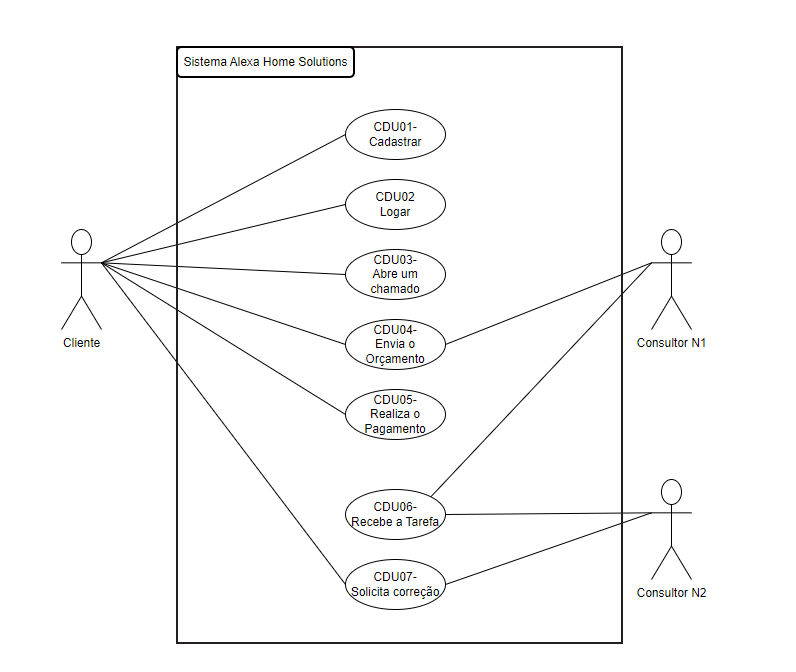 Sistema Alexa Home Solutions
CDU01-
Cadastrar
CDU02
Logar
CDU03-
Abre um
chamado
CDU04-
Envia o
Orçamento
CDU05-
Realiza o
Pagamento
CDU06-
Recebe a Tarefa
CDU07-
Solicita correção
Cliente
Consultor N1
Consultor N2